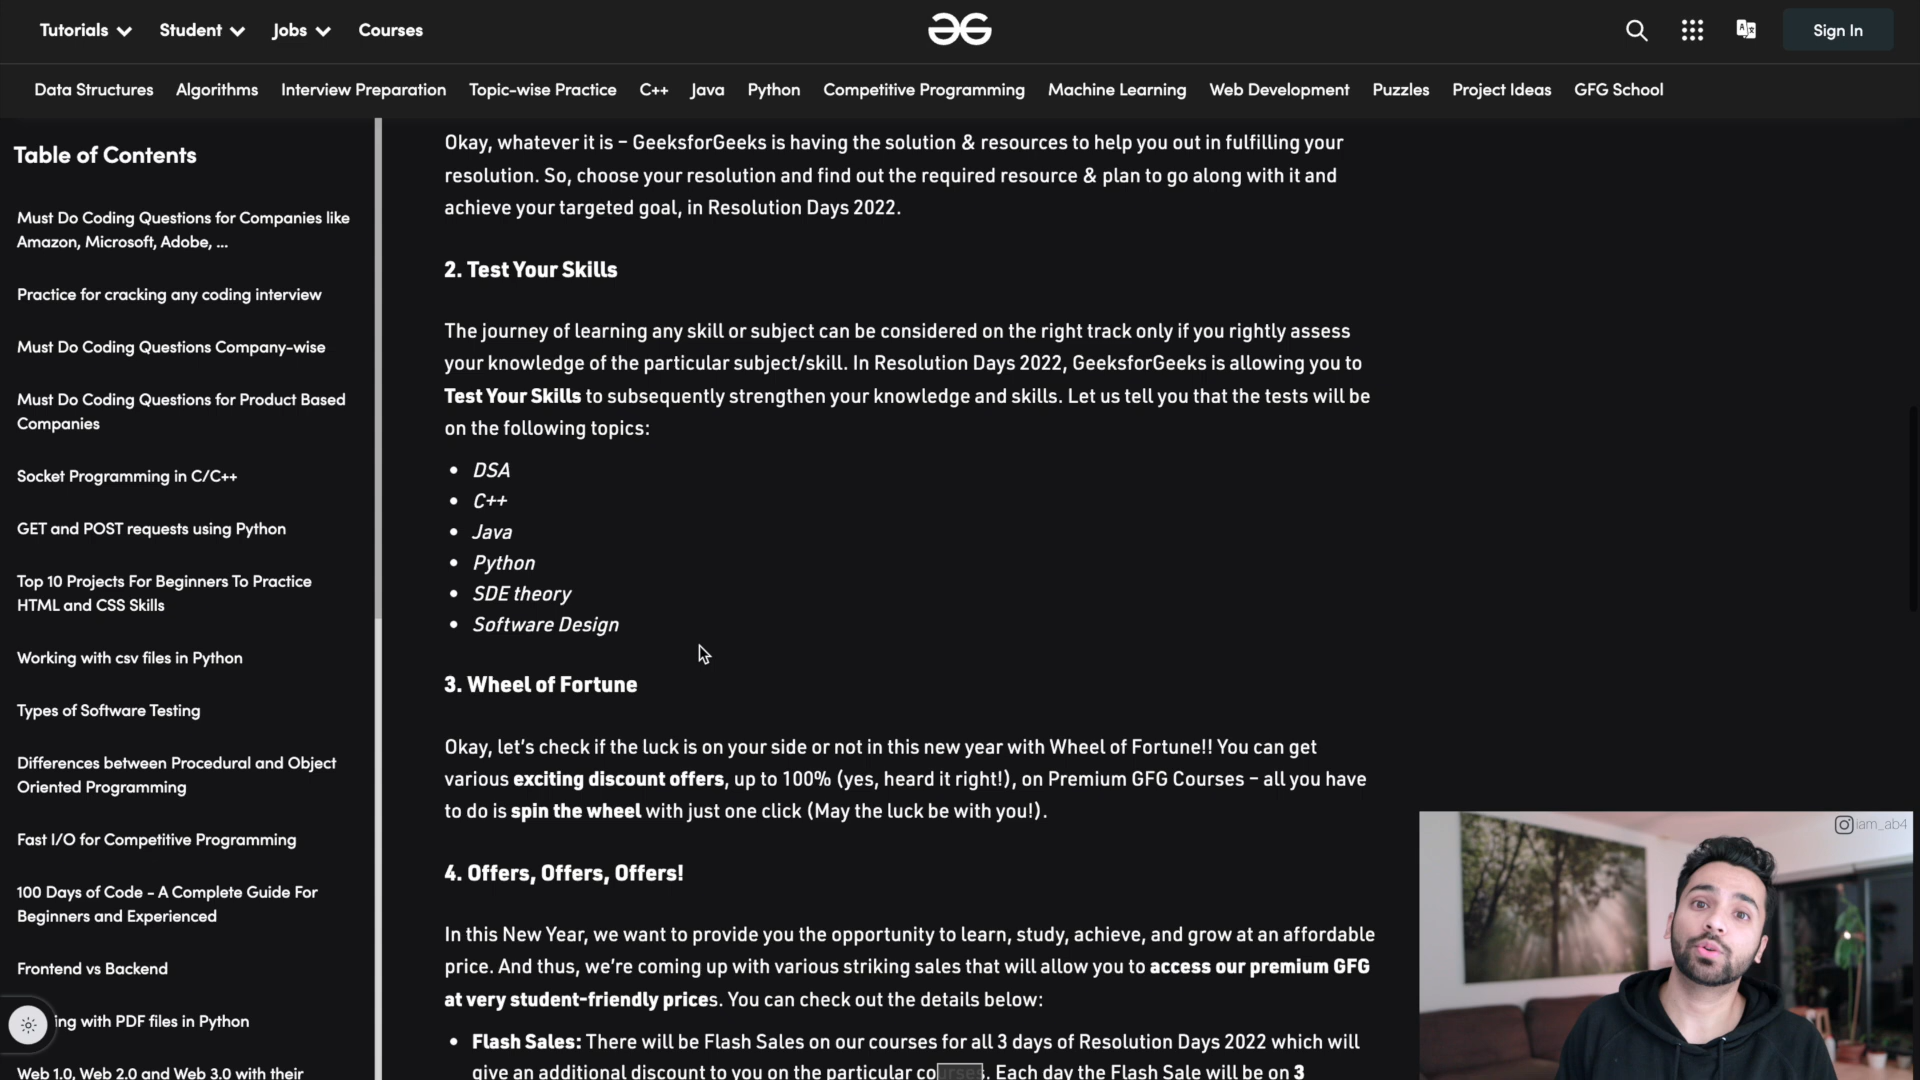 Tutorials
Student
Jobs
Courses
Sign In
Data Structures
Algorithms
Interview Preparation
Topic-wise Practice
C++
Java
Python
Competitive Programming
Machine Learning
Web Development
Puzzles
Project Ideas
GFG School
Table of Contents
Must Do Coding Questions for Companies like
Amazon, Microsoft, Adobe, ...
Practice for cracking any coding interview
Must Do Coding Questions Company-wise
Must Do Coding Questions for Product Based
Companies
Socket Programming in C/C++
GET and POST requests using Python
Top 10 Projects For Beginners To Practice
HTML and CSS Skills
Working with csv files in Python
Types of Software Testing
Differences between Procedural and Object
Oriented Programming
Fast I/O for Competitive Programming
100 Days of Code - A Complete Guide For
Beginners and Experienced
Frontend vs Backend
ing with PDF files in Python
Web 1.0, Web 2.0 and Web 3.0 with their
Okay, whatever it is – GeeksforGeeks is having the solution & resources to help you out in fulfilling your
resolution. So, choose your resolution and find out the required resource & plan to go along with it and
achieve your targeted goal, in Resolution Days 2022.
2. Test Your Skills
The journey of learning any skill or subject can be considered on the right track only if you rightly assess
your knowledge of the particular subject/skill. In Resolution Days 2022, GeeksforGeeks is allowing you to
Test Your Skills to subsequently strengthen your knowledge and skills. Let us tell you that the tests will be
on the following topics:
• DSA
• C++
• Java
• Python
• SDE theory
• Software Design
3. Wheel of Fortune
Okay, let's check if the luck is on your side or not in this new year with Wheel of Fortune!! You can get
various exciting discount offers, up to 100% (yes, heard it right!), on Premium GFG Courses – all you have
to do is spin the wheel with just one click (May the luck be with you!).
4. Offers, Offers, Offers!
In this New Year, we want to provide you the opportunity to learn, study, achieve, and grow at an affordable
price. And thus, we're coming up with various striking sales that will allow you to access our premium GFG
at very student-friendly prices. You can check out the details below:
• Flash Sales: There will be Flash Sales on our courses for all 3 days of Resolution Days 2022 which will
give an additional discount to you on the particular courses. Each day the Flash Sale will be on 3
iam_ab4